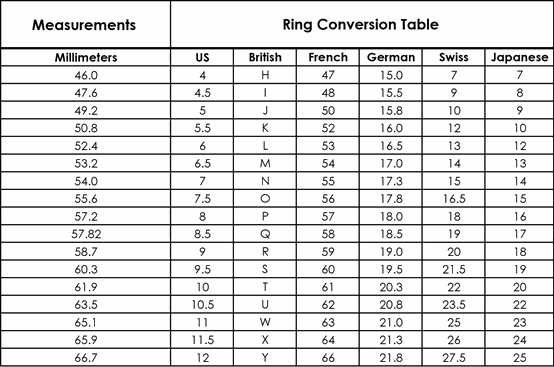 Measurements Ring Conversion Table
Millimeters US British French German Swiss Japanese
46.0 4 H 47 15.0 7 7
47.6 4.5 I 48 15.5 9 8
49.2 5 J 50 15.8 10 9
50.8 5.5 K 52 16.0 12 10
52.4 6 L 53 16.5 13 12
53.2 6.5 M 54 17.0 14 13
54.0 7 N 55 17.3 15 14
55.6 7.5 O 56 17.8 16.5 15
57.2 8 P 57 18.0 18 16
57.82 8.5 Q 58 18.5 19 17
58.7 9 R 59 19.0 20 18
60.3 9.5 S 60 19.5 21.5 19
61.9 10 T 61 20.3 22 20
63.5 10.5 U 62 20.8 23.5 22
65.1 11 W 63 21.0 25 23
65.9 11.5 X 64 21.3 26 24
66.7 12 Y 66 21.8 27.5 25